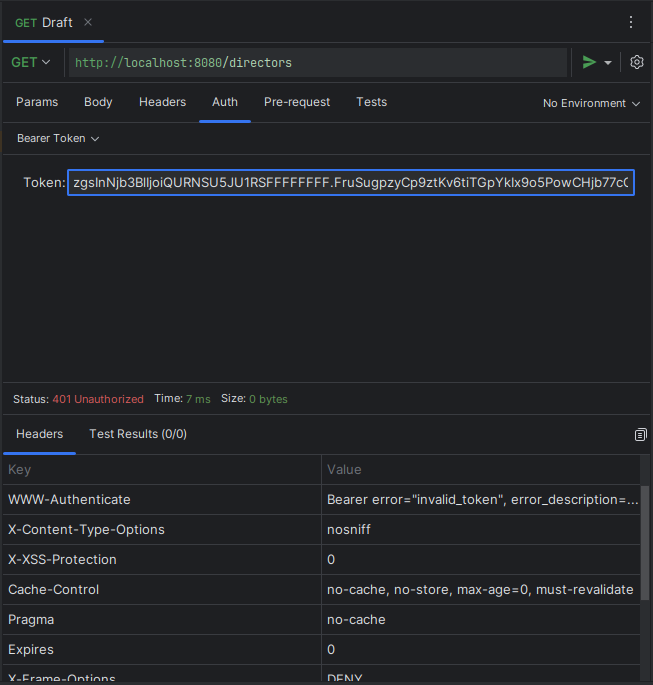 GET Draft
GET http://localhost:8080/directors
Params Body Headers Auth Pre-request Tests No Environment
Bearer Token
Token: zgsInNjb3BlIjoiQURNSU5JU1RSFFFFFFFF.FruSugpzyCp9ztKv6tiTGpYkIx9o5PowCHjb77c
Status: 401 Unauthorized Time: 7 ms Size: 0 bytes
Headers Test Results (0/0)
Key Value
WWW-Authenticate Bearer error="invalid_token", error_description=...
X-Content-Type-Options nosniff
X-XSS-Protection 0
Cache-Control no-cache, no-store, max-age=0, must-revalidate
Pragma no-cache
Expires 0
X-Frame-Options DENY